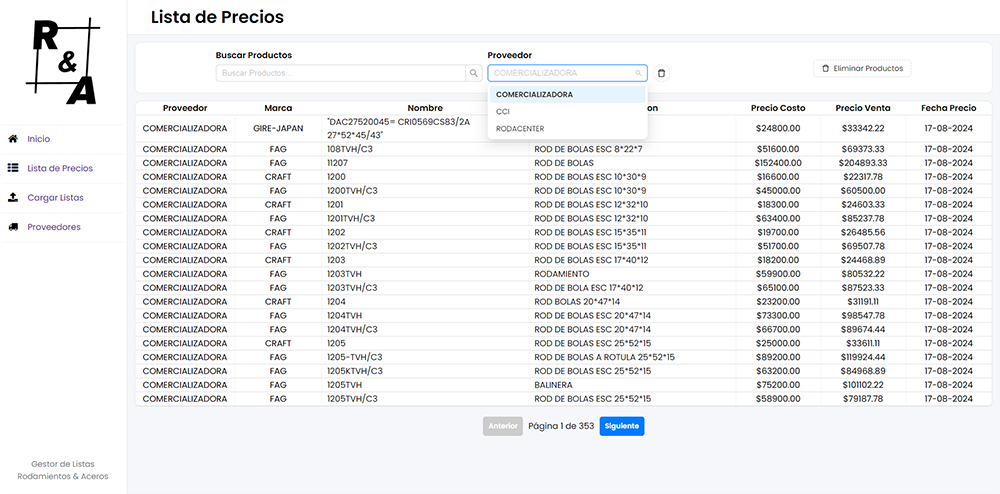 R
&
A
Inicio
Lista de Precios
Cargar Listas
Proveedores
Gestor de Listas
Rodamientos & Aceros
Lista de Precios
Buscar Productos
Proveedor
Buscar Productos...
COMERCIALIZADORA
Eliminar Productos
COMERCIALIZADORA
CCI
RODACENTER
Proveedor Marca Nombre on Precio Costo Precio Venta Fecha Precio
COMERCIALIZADORA GIRE-JAPAN "DAC27520045= CRI0569CS83/2A 27*52*45/43" $24800.00 $33342.22 17-08-2024
COMERCIALIZADORA FAG 108TVH/C3 ROD DE BOLAS ESC 8*22*7 $51600.00 $69373.33 17-08-2024
COMERCIALIZADORA FAG 11207 ROD DE BOLAS $152400.00 $204893.33 17-08-2024
COMERCIALIZADORA CRAFT 1200 ROD DE BOLAS ESC 10*30*9 $16600.00 $22317.78 17-08-2024
COMERCIALIZADORA FAG 1200TVH/C3 ROD DE BOLAS ESC 10*30*9 $45000.00 $60500.00 17-08-2024
COMERCIALIZADORA CRAFT 1201 ROD DE BOLAS ESC 12*32*10 $18300.00 $24603.33 17-08-2024
COMERCIALIZADORA FAG 1201TVH/C3 ROD DE BOLAS ESC 12*32*10 $63400.00 $85237.78 17-08-2024
COMERCIALIZADORA CRAFT 1202 ROD DE BOLAS ESC 15*35*11 $19700.00 $26485.56 17-08-2024
COMERCIALIZADORA FAG 1202TVH/C3 ROD DE BOLAS ESC 15*35*11 $51700.00 $69507.78 17-08-2024
COMERCIALIZADORA CRAFT 1203 ROD DE BOLAS ESC 17*40*12 $18200.00 $24468.89 17-08-2024
COMERCIALIZADORA FAG 1203TVH RODAMIENTO $59900.00 $80532.22 17-08-2024
COMERCIALIZADORA FAG 1203TVH/C3 ROD DE BOLA ESC 17*40*12 $65100.00 $87523.33 17-08-2024
COMERCIALIZADORA CRAFT 1204 ROD BOLAS 20*47*14 $23200.00 $31191.11 17-08-2024
COMERCIALIZADORA FAG 1204TVH ROD DE BOLAS ESC 20*47*14 $73300.00 $98547.78 17-08-2024
COMERCIALIZADORA FAG 1204TVH/C3 ROD DE BOLAS ESC 20*47*14 $66700.00 $89674.44 17-08-2024
COMERCIALIZADORA CRAFT 1205 ROD DE BOLAS ESC 25*52*15 $25000.00 $33611.11 17-08-2024
COMERCIALIZADORA FAG 1205-TVH/C3 ROD DE BOLAS A ROTULA 25*52*15 $89200.00 $119924.44 17-08-2024
COMERCIALIZADORA FAG 1205KTVH/C3 ROD DE BOLAS ESC 25*52*15 $63200.00 $84968.89 17-08-2024
COMERCIALIZADORA FAG 1205TVH BALINERA $75200.00 $101102.22 17-08-2024
COMERCIALIZADORA FAG 1205TVH/C3 ROD DE BOLAS ESC 25*52*15 $58900.00 $79187.78 17-08-2024
Anterior Página 1 de 353 Siguiente